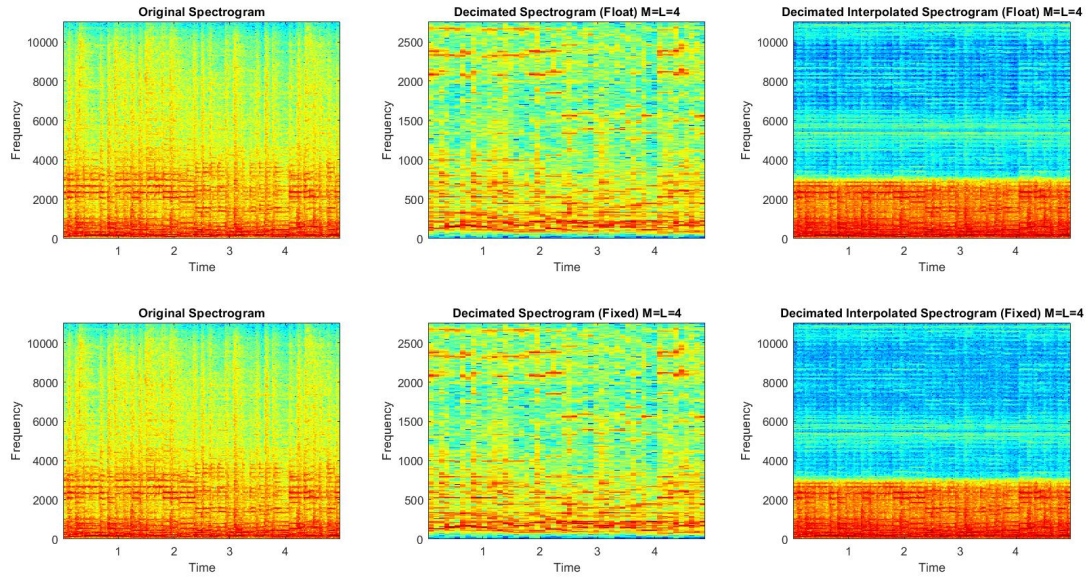 Original Spectrogram
Decimated Spectrogram (Float) M=L=4
Decimated Interpolated Spectrogram (Float) M=L=4
Frequency
10000
8000
6000
4000
2000
0
1 2 3 4
Time
Frequency
2500
2000
1500
1000
500
0
1 2 3 4
Time
Frequency
10000
8000
6000
4000
2000
0
1 2 3 4
Time
Original Spectrogram
Decimated Spectrogram (Fixed) M=L=4
Decimated Interpolated Spectrogram (Fixed) M=L=4
Frequency
10000
8000
6000
4000
2000
0
1 2 3 4
Time
Frequency
2500
2000
1500
1000
500
0
1 2 3 4
Time
Frequency
10000
8000
6000
4000
2000
0
1 2 3 4
Time